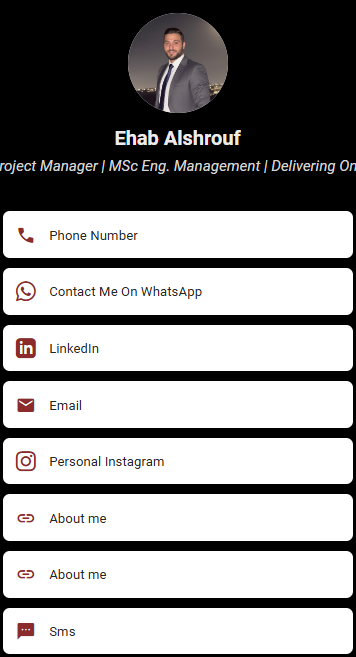 Ehab Alshrouf
roject Manager | MSc Eng. Management | Delivering On
Phone Number
Contact Me On WhatsApp
LinkedIn
Email
Personal Instagram
About me
About me
Sms